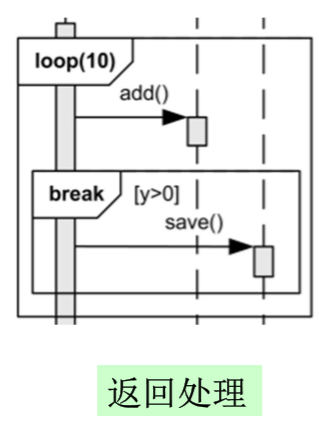 loop(10)
add()
break [y>0]
save()
返回处理